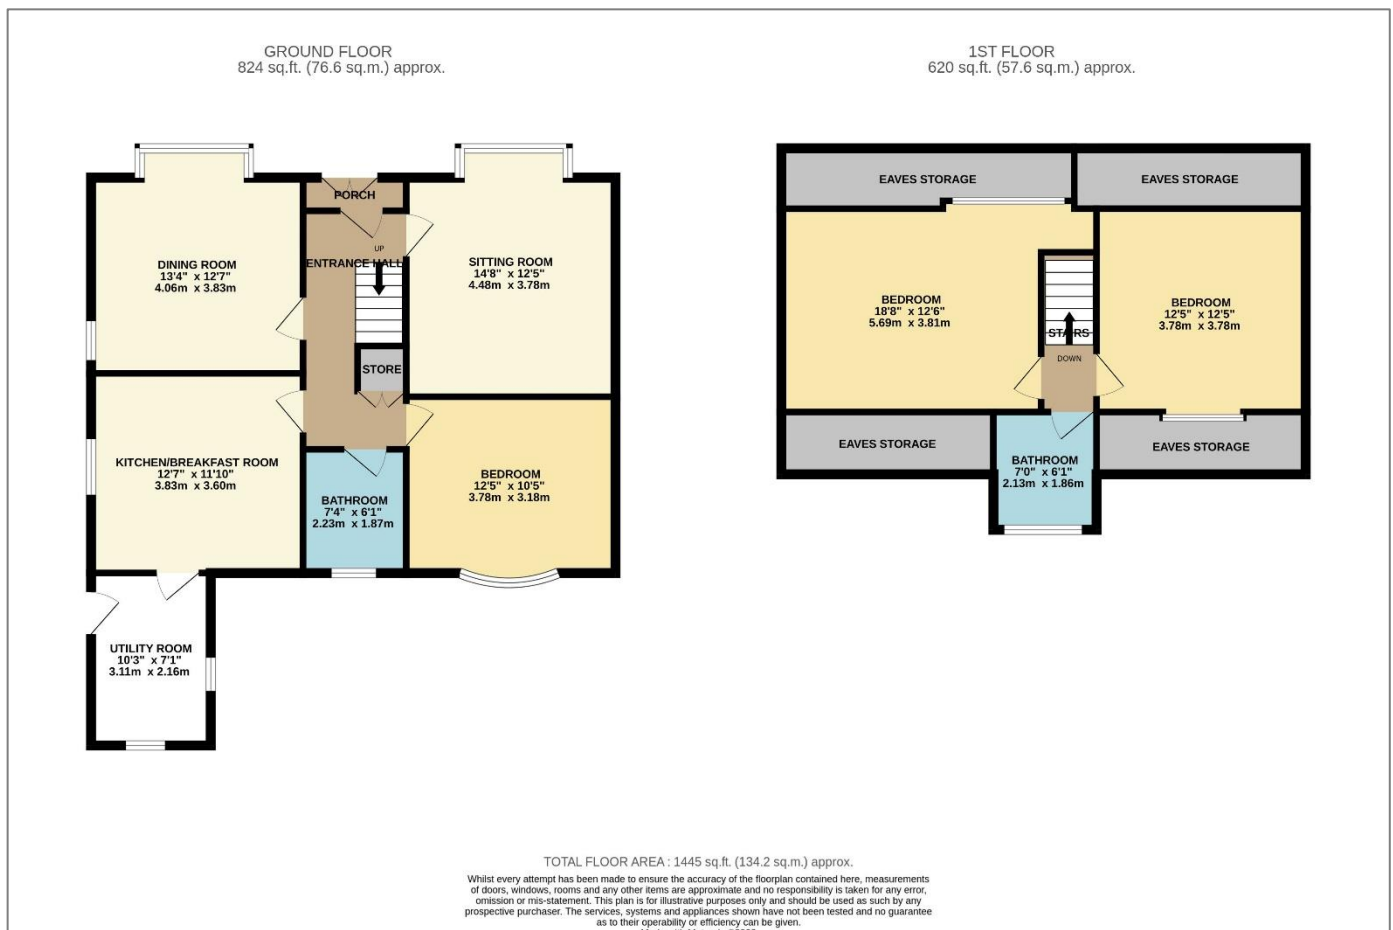 GROUND FLOOR
824 sq.ft. (76.6 sq.m.) approx.
1ST FLOOR
620 sq.ft. (57.6 sq.m.) approx.
PORCH
UP
ENTRANCE HALL
DINING ROOM
13'4" x 12'7"
4.06m x 3.83m
SITTING ROOM
14'8" x 12'5"
4.48m x 3.78m
STORE
KITCHEN/BREAKFAST ROOM
12'7" x 11'10"
3.83m x 3.60m
BATHROOM
7'4" x 6'1"
2.23m x 1.87m
BEDROOM
12'5" x 10'5"
3.78m x 3.18m
UTILITY ROOM
10'3" x 7'1"
3.11m x 2.16m
EAVES STORAGE
EAVES STORAGE
BEDROOM
18'8" x 12'6"
5.69m x 3.81m
STAIRS
DOWN
BEDROOM
12'5" x 12'5"
3.78m x 3.78m
EAVES STORAGE
BATHROOM
7'0" x 6'1"
2.13m x 1.86m
EAVES STORAGE
TOTAL FLOOR AREA : 1445 sq.ft. (134.2 sq.m.) approx.
Whilst every attempt has been made to ensure the accuracy of the floorplan contained here, measurements
of doors, windows, rooms and any other items are approximate and no responsibility is taken for any error,
omission or mis-statement. This plan is for illustrative purposes only and should be used as such by any
prospective purchaser. The services, systems and appliances shown have not been tested and no guarantee
as to their operability or efficiency can be given.